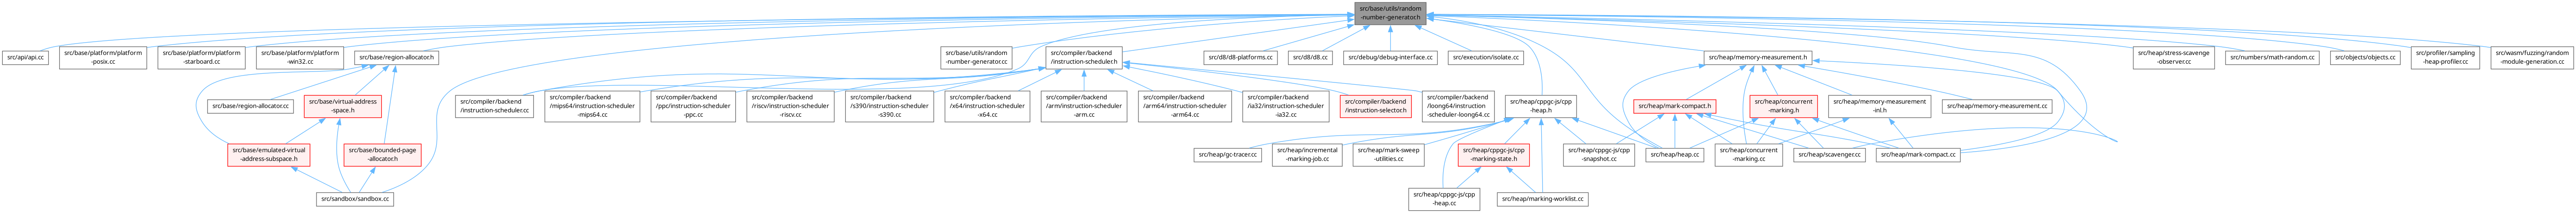 src/base/utils/random
-number-generator.h
src/api/api.cc
src/base/platform/platform
-posix.cc
src/base/platform/platform
-starboard.cc
src/base/platform/platform
-win32.cc
src/base/region-allocator.h
src/base/utils/random
-number-generator.cc
src/compiler/backend
/instruction-scheduler.h
src/d8/d8-platforms.cc
src/d8/d8.cc
src/debug/debug-interface.cc
src/execution/isolate.cc
src/heap/memory-measurement.h
src/heap/stress-scavenge
-observer.cc
src/numbers/math-random.cc
src/objects/objects.cc
src/profiler/sampling
-heap-profiler.cc
src/wasm/fuzzing/random
-module-generation.cc
src/base/region-allocator.cc
src/base/virtual-address
-space.h
src/compiler/backend
/instruction-scheduler.cc
src/compiler/backend
/mips64/instruction-scheduler
-mips64.cc
src/compiler/backend
/ppc/instruction-scheduler
-ppc.cc
src/compiler/backend
/riscv/instruction-scheduler
-riscv.cc
src/compiler/backend
/s390/instruction-scheduler
-s390.cc
src/compiler/backend
/x64/instruction-scheduler
-x64.cc
src/compiler/backend
/arm/instruction-scheduler
-arm.cc
src/compiler/backend
/arm64/instruction-scheduler
-arm64.cc
src/compiler/backend
/ia32/instruction-scheduler
-ia32.cc
src/compiler/backend
/instruction-selector.h
src/compiler/backend
/loong64/instruction
-scheduler-loong64.cc
src/heap/cppgc-js/cpp
-heap.h
src/heap/mark-compact.h
src/heap/concurrent
-marking.h
src/heap/memory-measurement
-inl.h
src/heap/memory-measurement.cc
src/base/emulated-virtual
-address-subspace.h
src/base/bounded-page
-allocator.h
src/heap/gc-tracer.cc
src/heap/incremental
-marking-job.cc
src/heap/mark-sweep
-utilities.cc
src/heap/cppgc-js/cpp
-marking-state.h
src/heap/cppgc-js/cpp
-snapshot.cc
src/heap/heap.cc
src/heap/concurrent
-marking.cc
src/heap/scavenger.cc
src/heap/mark-compact.cc
src/sandbox/sandbox.cc
src/heap/cppgc-js/cpp
-heap.cc
src/heap/marking-worklist.cc